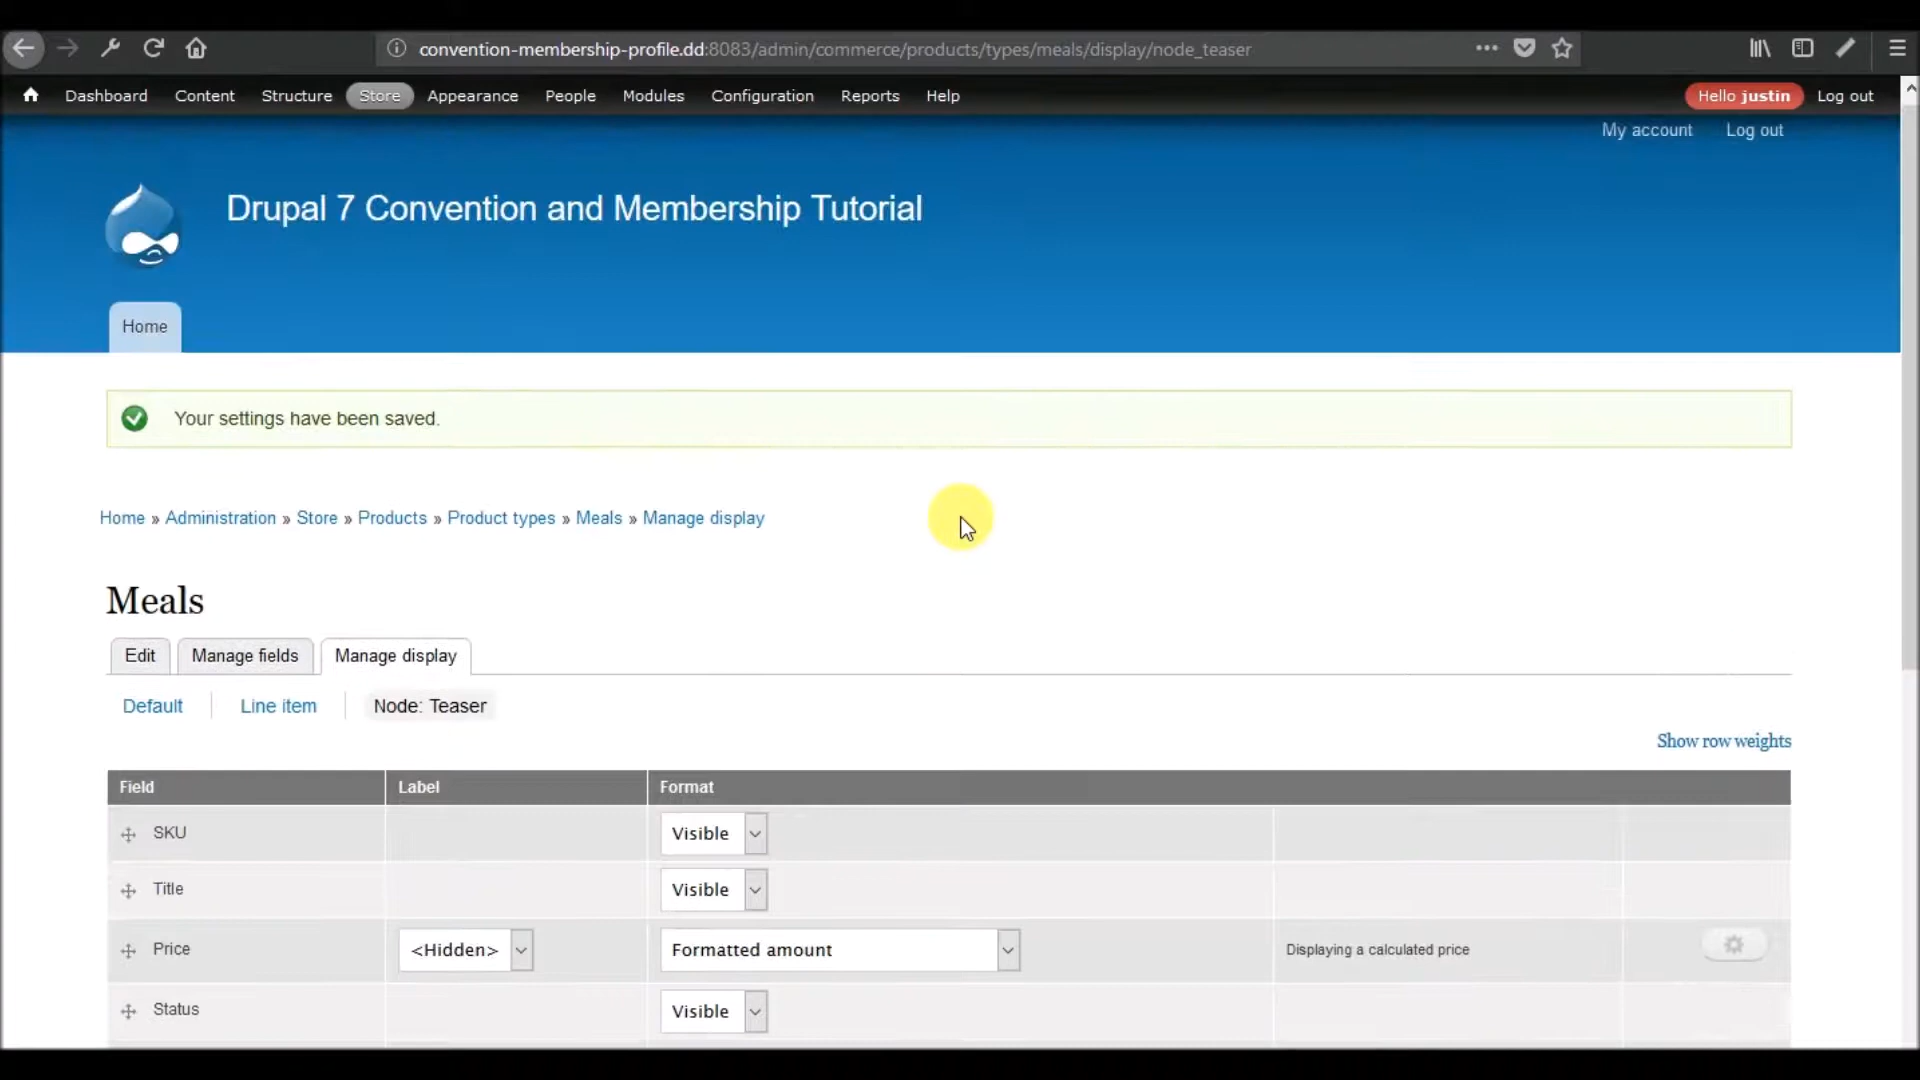 convention-membership-profile.dd:8083/admin/commerce/products/types/meals/display/node_teaser
Dashboard Content Structure Store Appearance People Modules Configuration Reports Help Hello justin Log out
My account Log out
Drupal 7 Convention and Membership Tutorial
Home
Your settings have been saved.
Home » Administration » Store » Products » Product types » Meals » Manage display
Meals
Edit Manage fields Manage display
Default Line item Node: Teaser
Show row weights
Field Label Format
SKU Visible
Title Visible
Price <Hidden> Formatted amount Displaying a calculated price
Status Visible